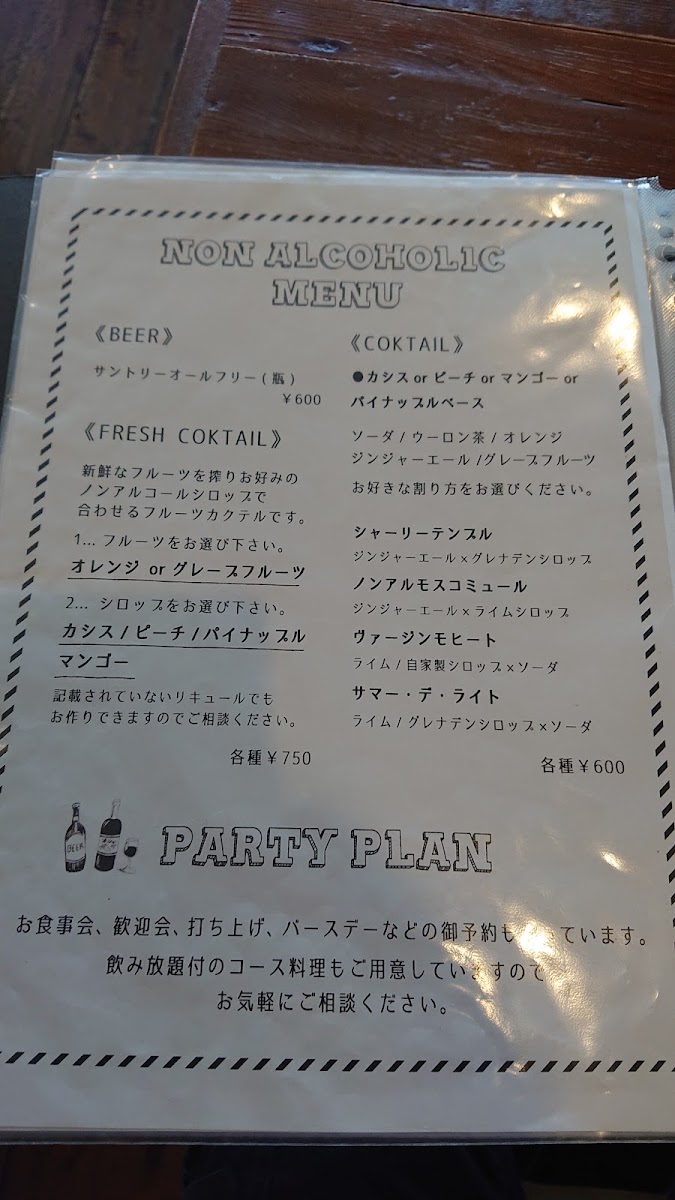 NON ALCOHOLIC
MENU
《BEER》
サントリーオールフリー(瓶)
¥600
《FRESH COKTAIL》
新鮮なフルーツを搾りお好みの
ノンアルコールシロップで
合わせるフルーツカクテルです。
1... フルーツをお選び下さい。
オレンジ or グレープフルーツ
2... シロップをお選び下さい。
カシス/ピーチ/パイナップル
マンゴー
記載されていないリキュールでも
お作りできますのでご相談ください。
各種¥750
《COKTAIL》
●カシス or ピーチ or マンゴー or
パイナップルベース
ソーダ/ウーロン茶/オレンジ
ジンジャーエール/グレープフルーツ
お好きな割り方をお選びください。
シャーリーテンプル
ジンジャーエール×グレナデンシロップ
ノンアルモスコミュール
ジンジャーエール×ライムシロップ
ヴァージンモヒート
ライム/自家製シロップ×ソーダ
サマー・デ・ライト
ライム/グレナデンシロップ×ソーダ
各種¥600
BEER
PARTY PLAN
お食事会、歓迎会、打ち上げ、バースデーなどの御予約も っています。
飲み放題付のコース料理もご用意していますので
お気軽にご相談ください。